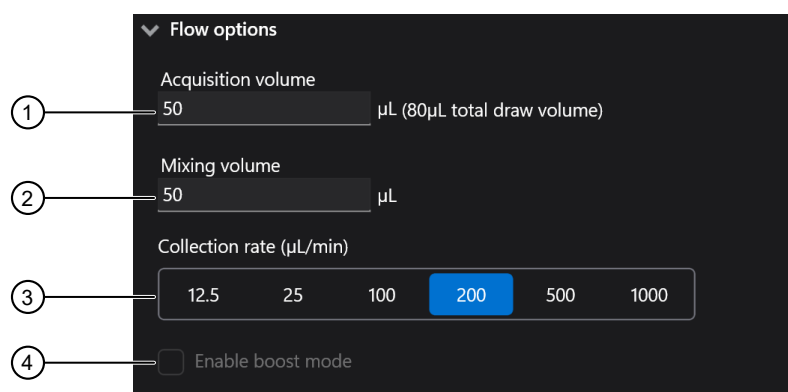 Flow options
Acquisition volume
1 50 µL (80µL total draw volume)
Mixing volume
2 50 µL
Collection rate (µL/min)
3 12.5 25 100 200 500 1000
4 Enable boost mode